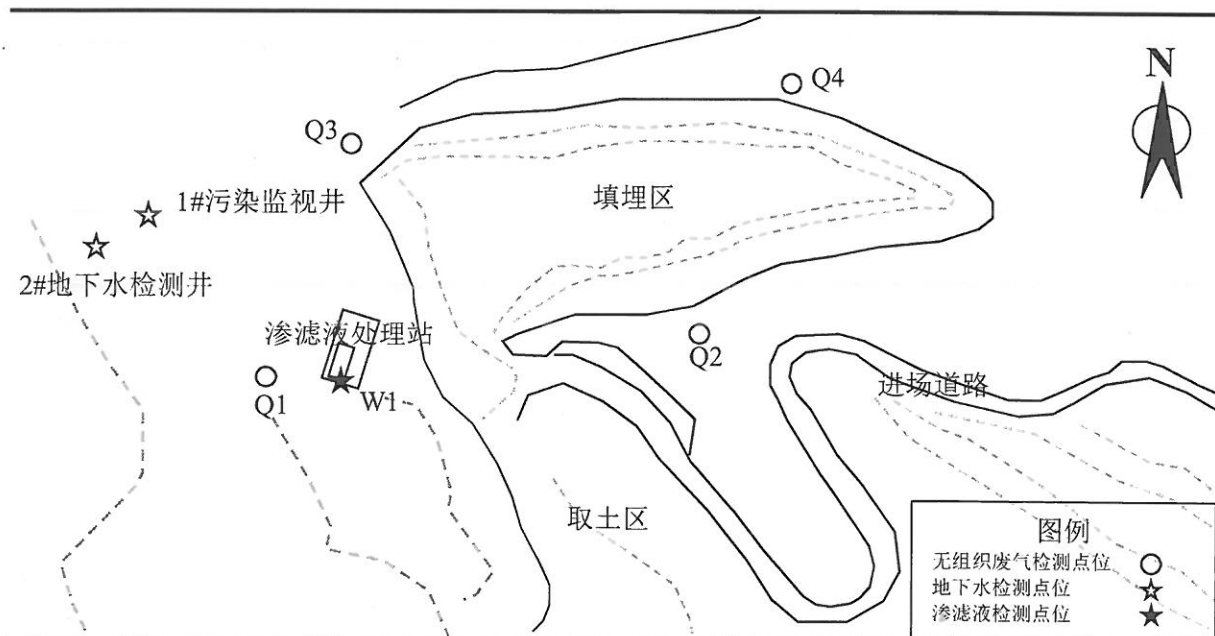 N
Q4
Q3
1#污染监视井
填埋区
2#地下水检测井
渗滤液处理站
Q2
进场道路
Q1
W1
取土区
图例
无组织废气检测点位
地下水检测点位
渗滤液检测点位